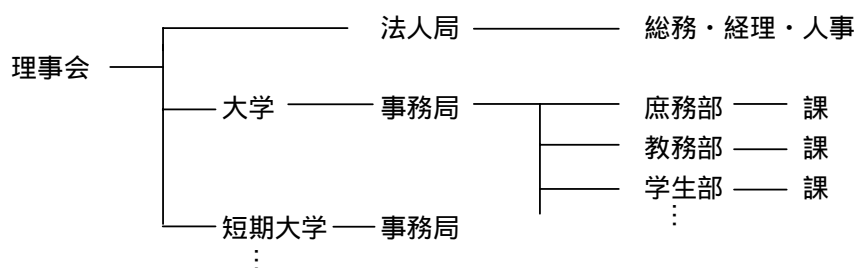 法人局 総務・経理・人事
理事会
大学 事務局 庶務部 課
教務部 課
学生部 課
⋮
短期大学 事務局
⋮